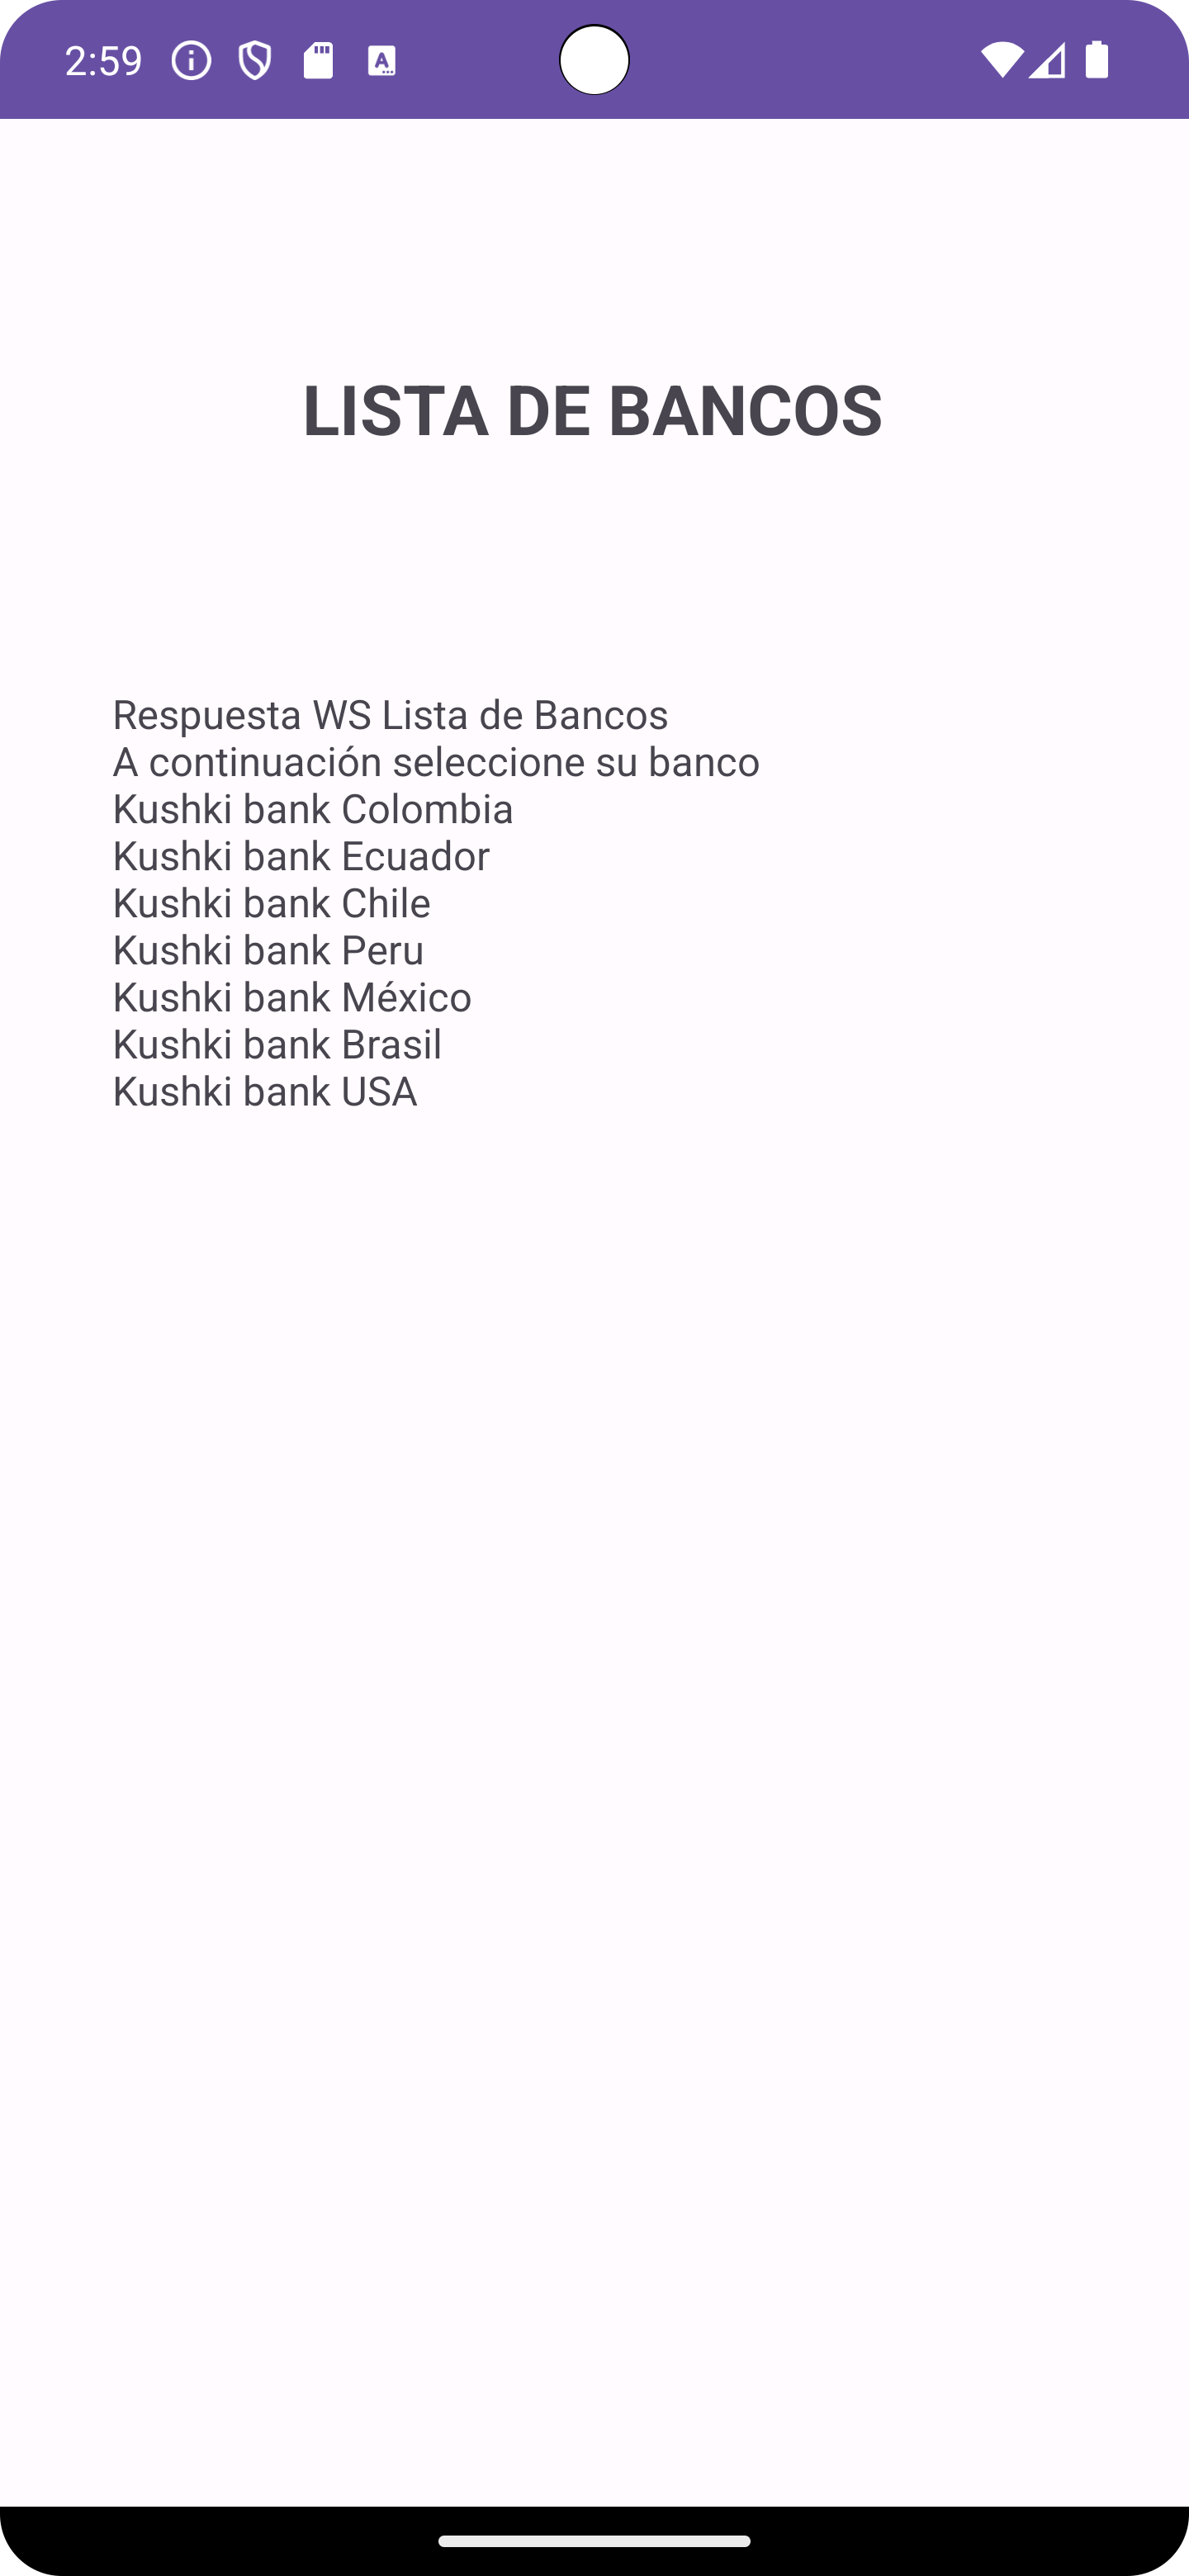 2:59
LISTA DE BANCOS
Respuesta WS Lista de Bancos
A continuación seleccione su banco
Kushki bank Colombia
Kushki bank Ecuador
Kushki bank Chile
Kushki bank Peru
Kushki bank México
Kushki bank Brasil
Kushki bank USA